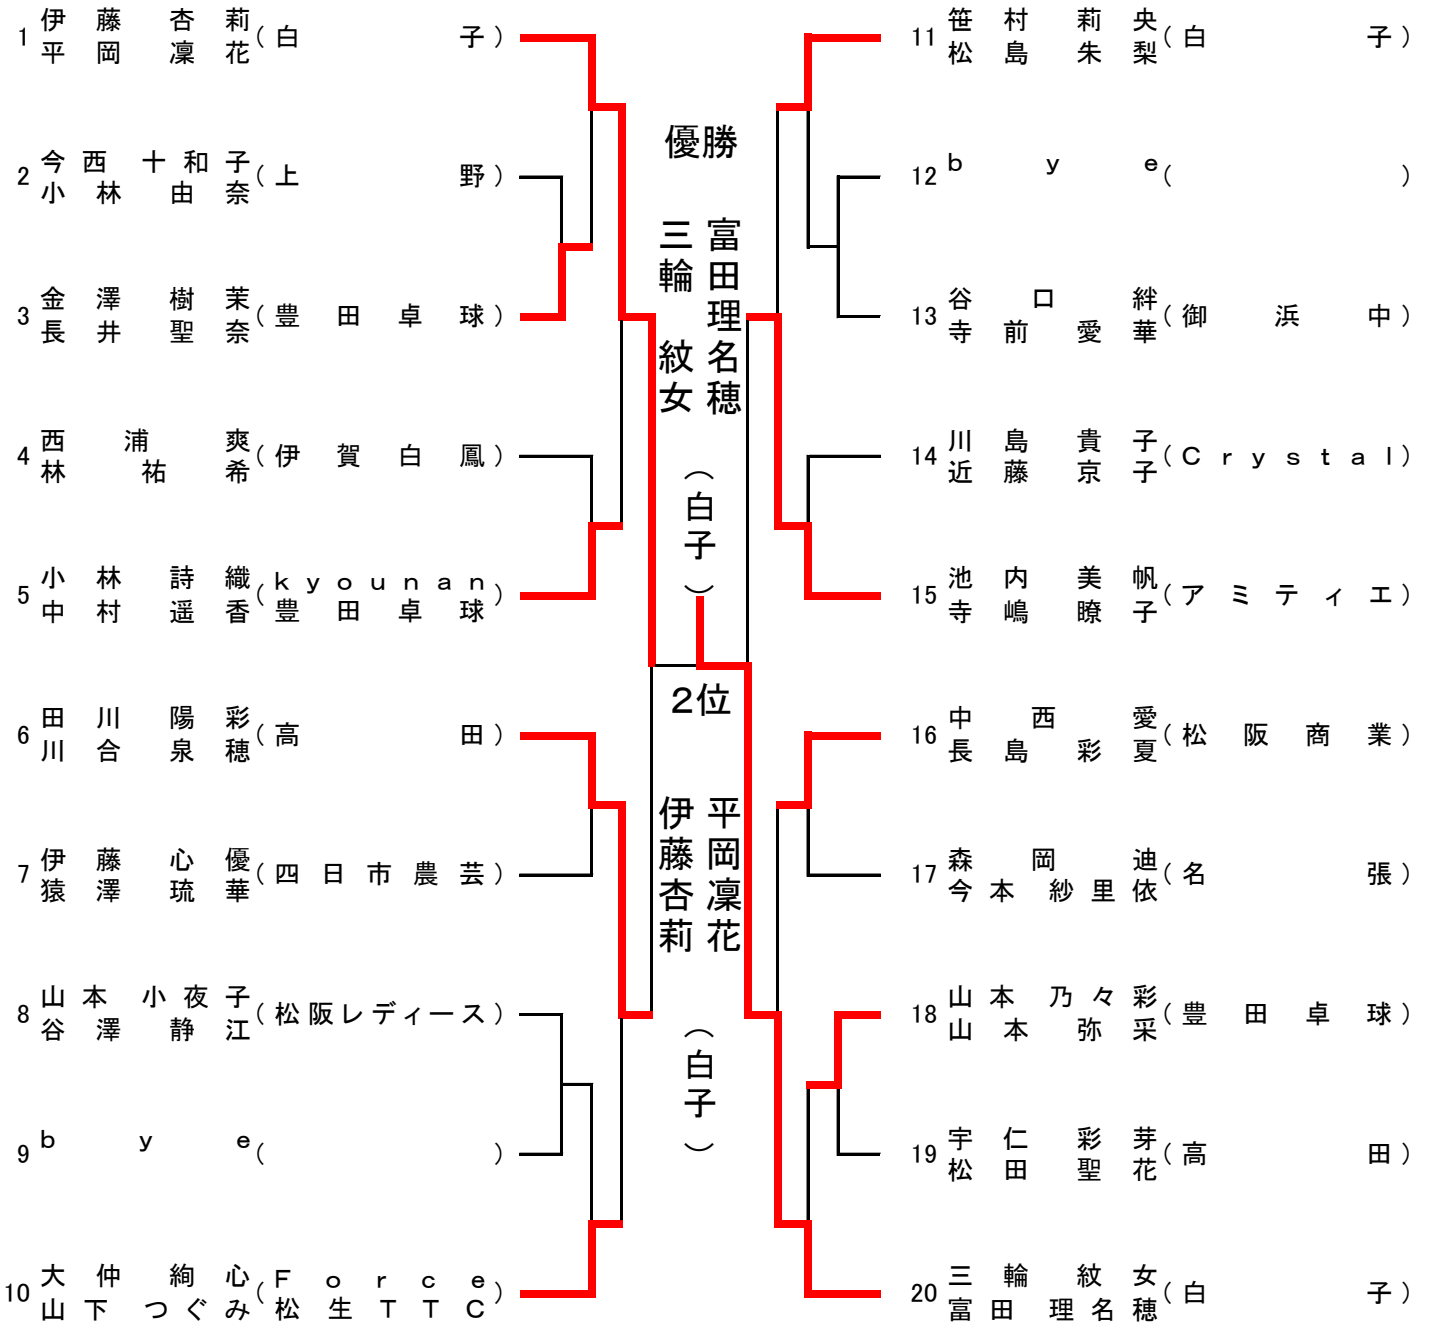 1 伊藤杏莉 (白子)
平岡凜花
2 今西十和子 (上野)
小林由奈
3 金澤樹茉 (豊田卓球)
長井聖奈
4 西浦爽 (伊賀白鳳)
林祐希
5 小林詩織 (kyounan
中村遥香 豊田卓球)
6 田川陽彩 (高田)
川合泉穂
7 伊藤心優 (四日市農芸)
猿澤琉華
8 山本小夜子 (松阪レディース)
谷澤静江
9 bye ( )
10 大仲絢心 (Force
山下つぐみ 松生TTC)
優勝
富田理名穂
三輪紋女
(白子)
2位
平岡凜花
伊藤杏莉
(白子)
11 笹村莉央 (白子)
松島朱梨
12 bye ( )
13 谷口絆 (御浜中)
寺前愛華
14 川島貴子 (Crystal)
近藤京子
15 池内美帆 (アミティエ)
寺嶋瞭子
16 中西愛 (松阪商業)
長島彩夏
17 森岡迪 (名張)
今本紗里依
18 山本乃々彩 (豊田卓球)
山本弥采
19 宇仁彩芽 (高田)
松田聖花
20 三輪紋女 (白子)
富田理名穂